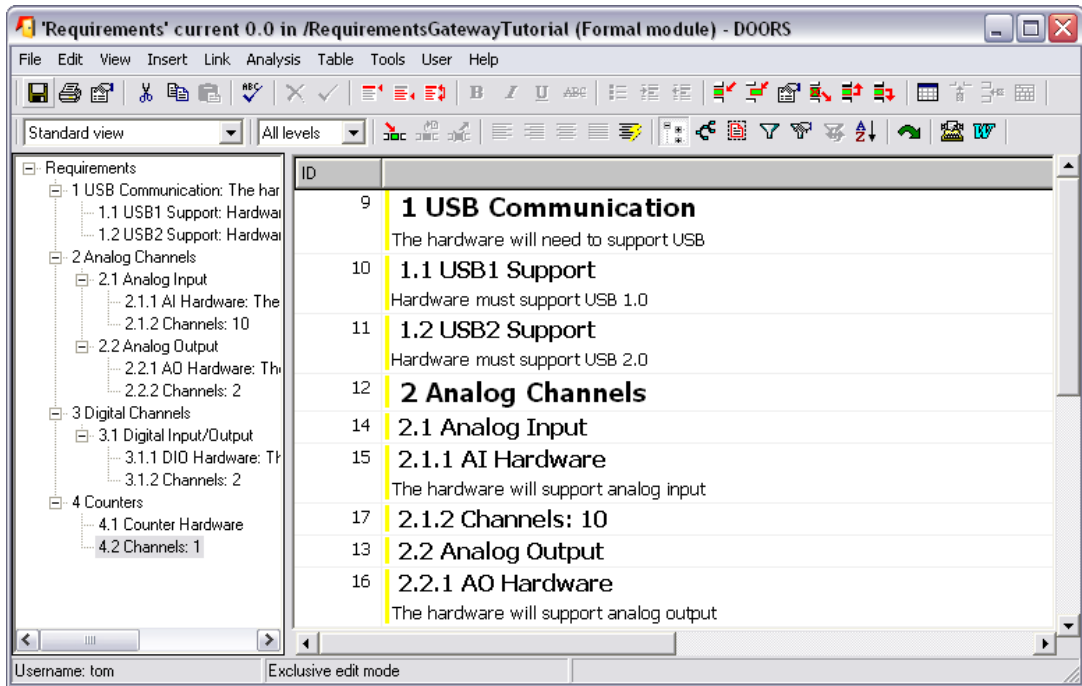 'Requirements' current 0.0 in /RequirementsGatewayTutorial (Formal module) - DOORS
File Edit View Insert Link Analysis Table Tools User Help
ABC B I U ABC
Standard view All levels
Requirements
1 USB Communication: The har
1.1 USB1 Support: Hardwar
1.2 USB2 Support: Hardwar
2 Analog Channels
2.1 Analog Input
2.1.1 AI Hardware: The
2.1.2 Channels: 10
2.2 Analog Output
2.2.1 AO Hardware: The
2.2.2 Channels: 2
3 Digital Channels
3.1 Digital Input/Output
3.1.1 DIO Hardware: Th
3.1.2 Channels: 2
4 Counters
4.1 Counter Hardware
4.2 Channels: 1
ID
9 1 USB Communication
The hardware will need to support USB
10 1.1 USB1 Support
Hardware must support USB 1.0
11 1.2 USB2 Support
Hardware must support USB 2.0
12 2 Analog Channels
14 2.1 Analog Input
15 2.1.1 AI Hardware
The hardware will support analog input
17 2.1.2 Channels: 10
13 2.2 Analog Output
16 2.2.1 AO Hardware
The hardware will support analog output
Username: tom Exclusive edit mode